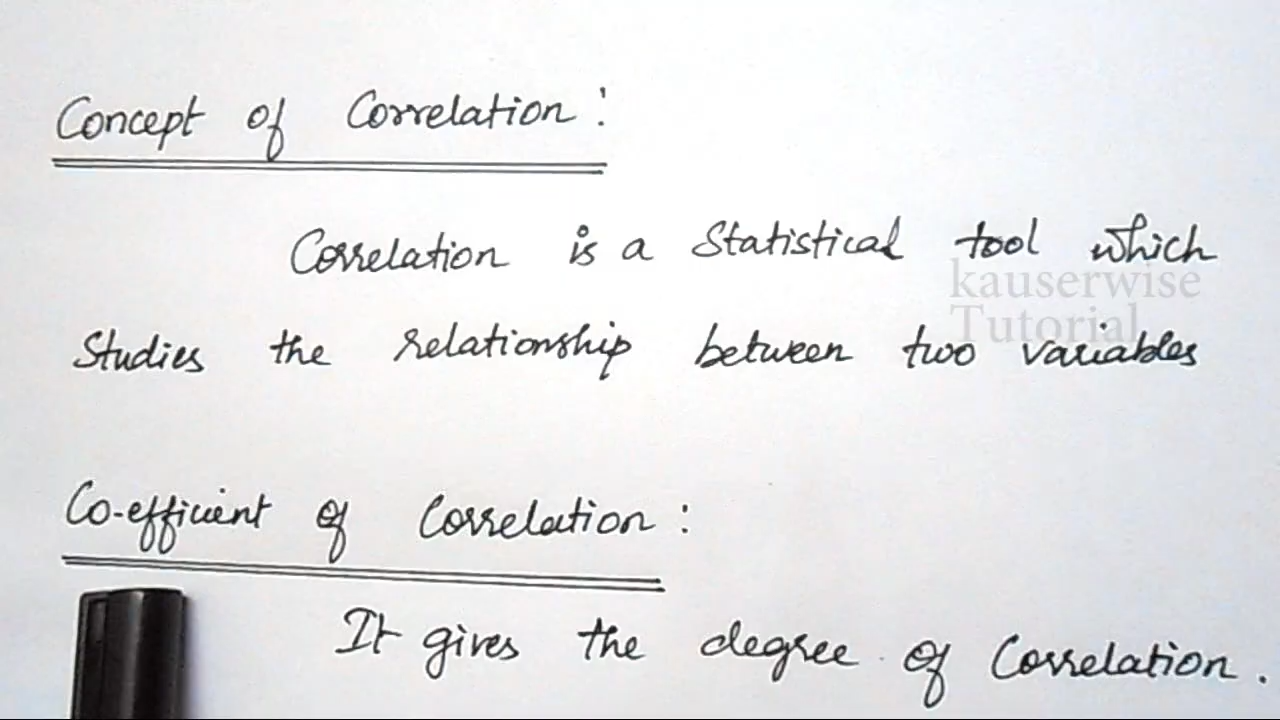 Concept of Correlation:
Correlation is a Statistical tool which
kauserwise
Tutorial
Studies the relationship between two variables
Co-efficient of Correlation:
It gives the degree of Correlation.